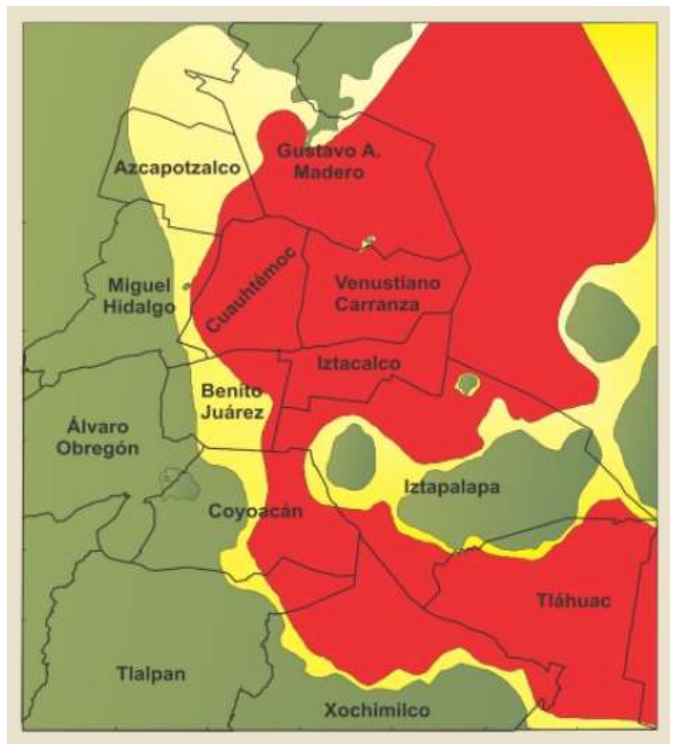 Gustavo A.
Madero
Azcapotzalco
Miguel
Hidalgo
Cuauhtémoc
Venustiano
Carranza
Iztacalco
Benito
Juárez
Álvaro
Obregón
Iztapalapa
Coyoacán
Tláhuac
Tlalpan
Xochimilco